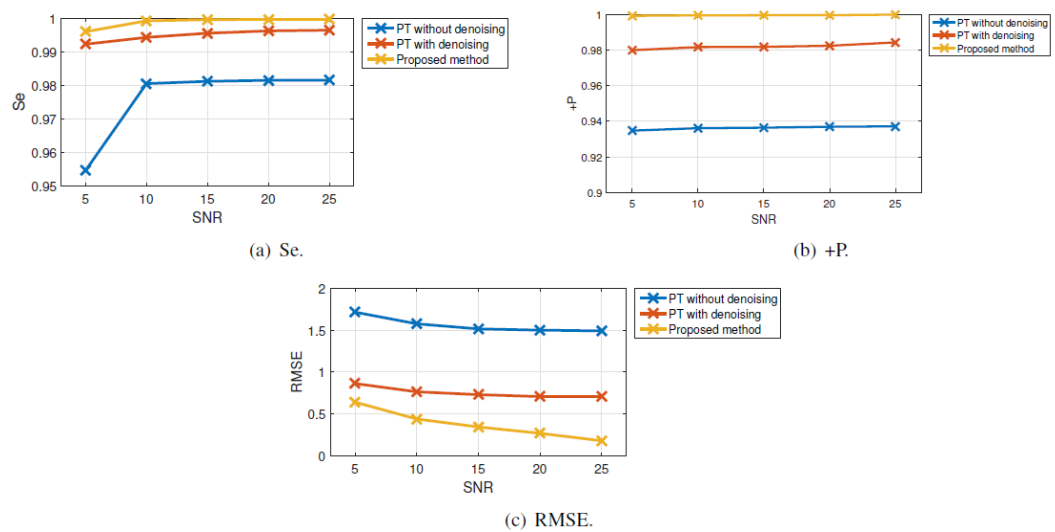 1
0.99
0.98
0.97
0.96
0.95
Se
5 10 15 20 25
SNR
PT without denoising
PT with denoising
Proposed method
(a) Se.
1
0.98
0.96
0.94
0.92
0.9
+P
5 10 15 20 25
SNR
PT without denoising
PT with denoising
Proposed method
(b) +P.
2
1.5
1
0.5
0
RMSE
5 10 15 20 25
SNR
PT without denoising
PT with denoising
Proposed method
(c) RMSE.